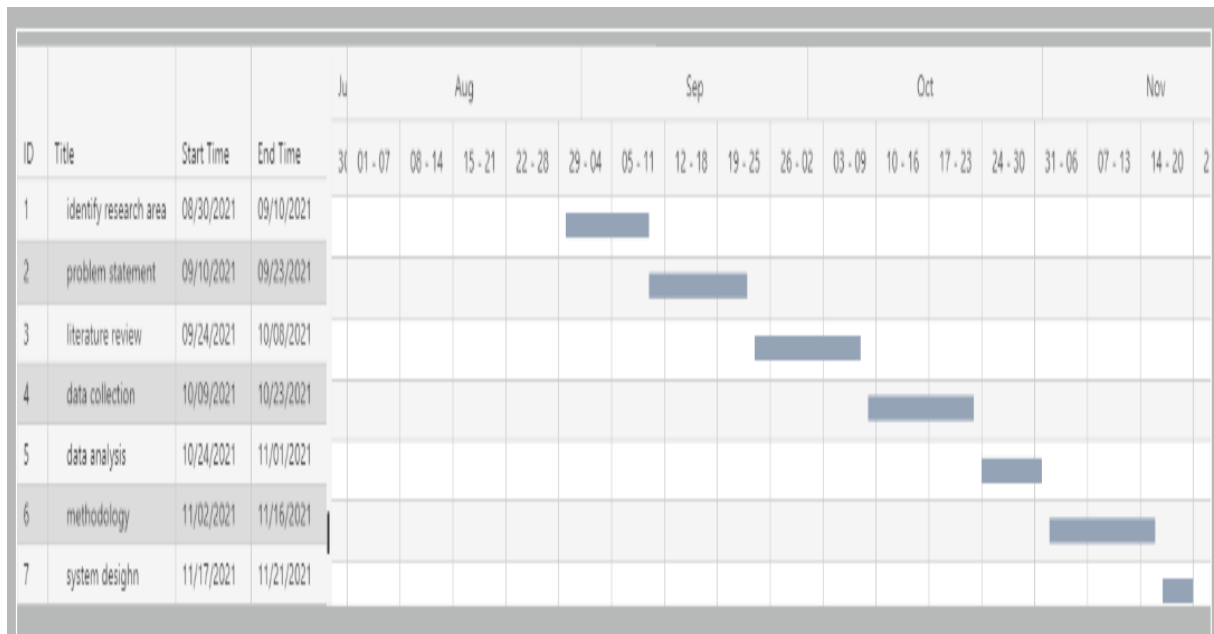 Ju Aug Sep Oct Nov
ID Title Start Time End Time 30 01 - 07 08 - 14 15 - 21 22 - 28 29 - 04 05 - 11 12 - 18 19 - 25 26 - 02 03 - 09 10 - 16 17 - 23 24 - 30 31 - 06 07 - 13 14 - 20 2
1 identify research area 08/30/2021 09/10/2021
2 problem statement 09/10/2021 09/23/2021
3 literature review 09/24/2021 10/08/2021
4 data collection 10/09/2021 10/23/2021
5 data analysis 10/24/2021 11/01/2021
6 methodology 11/02/2021 11/16/2021
7 system desighn 11/17/2021 11/21/2021